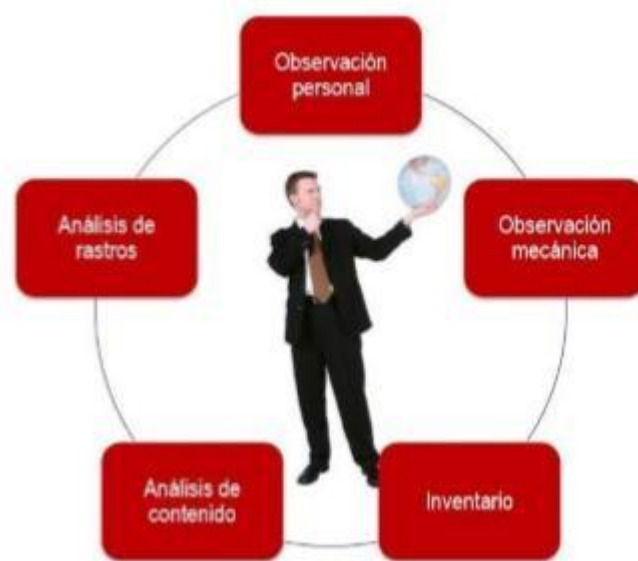 Observación
personal
Observación
mecánica
Inventario
Análisis de
contenido
Análisis de
rastros